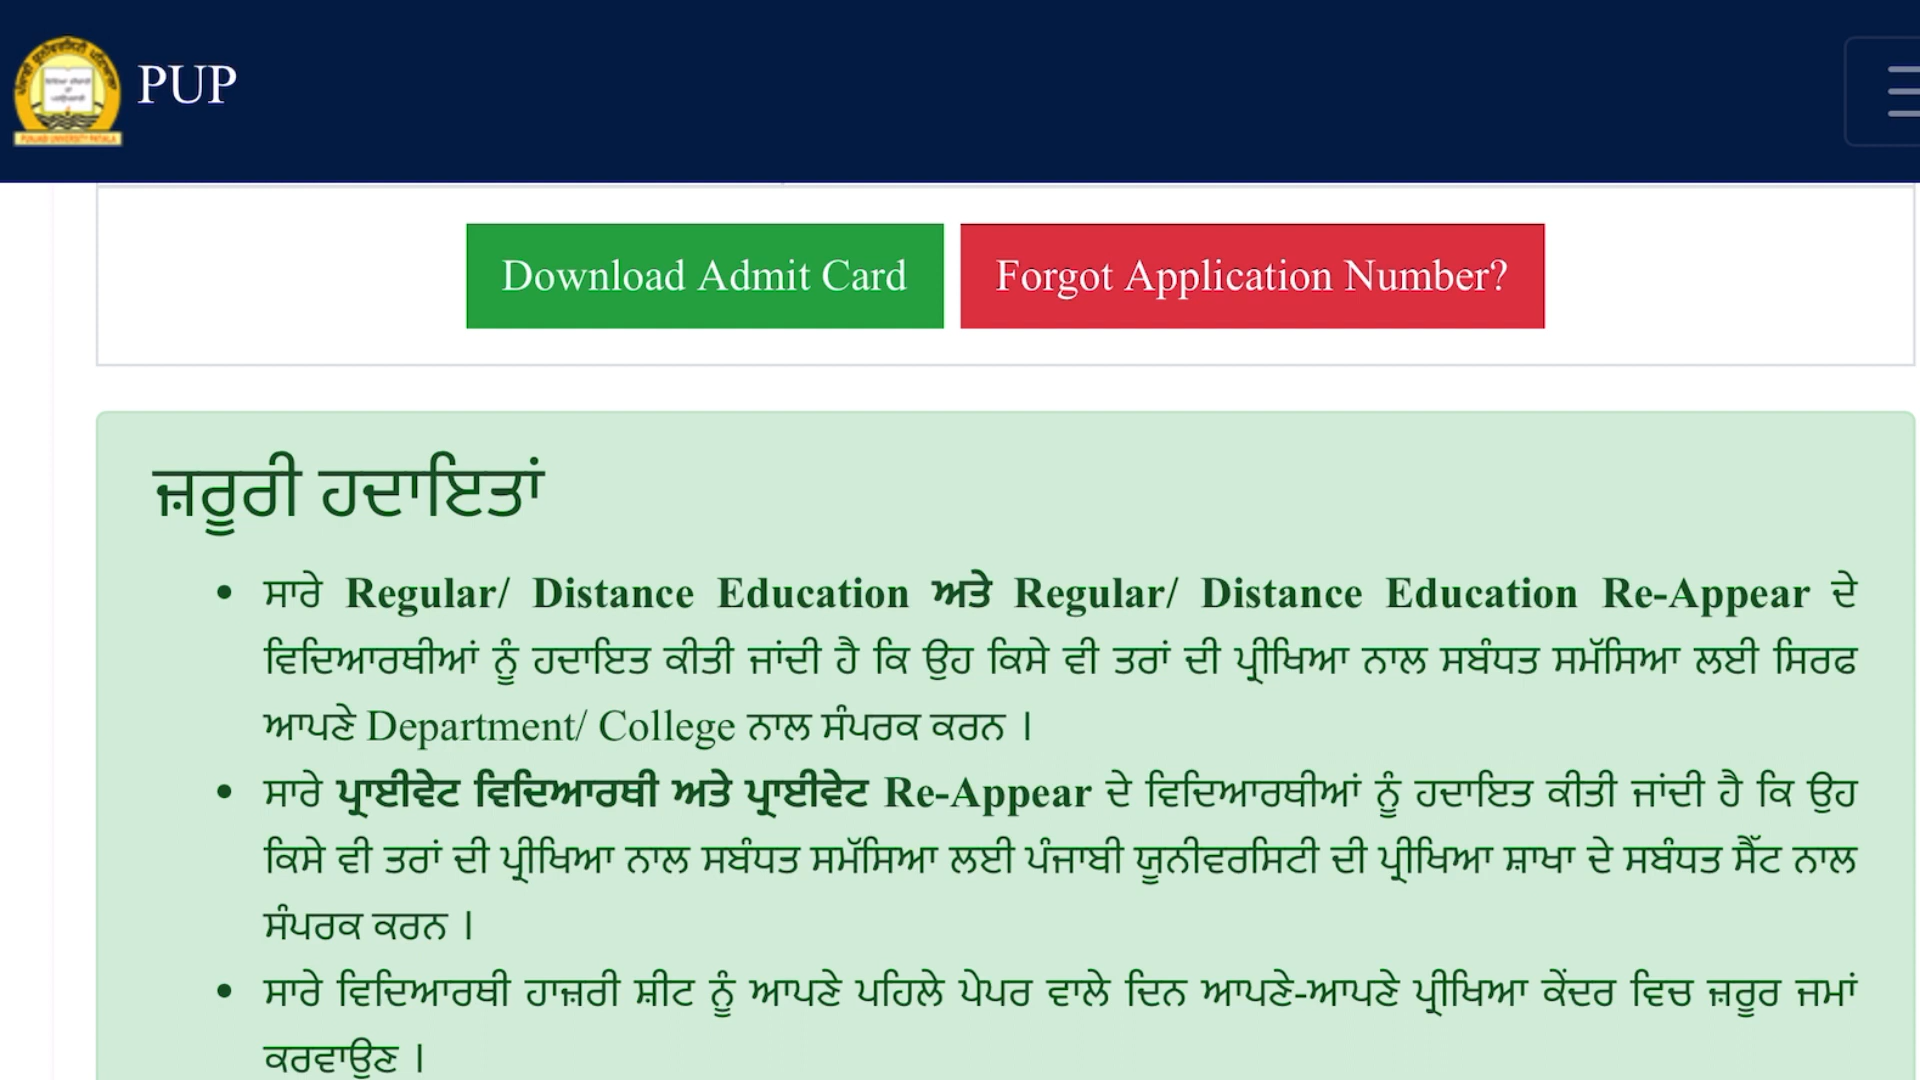 PUP
Download Admit Card
Forgot Application Number?
ਜ਼ਰੂਰੀ ਹਦਾਇਤਾਂ
• ਸਾਰੇ Regular/ Distance Education ਅਤੇ Regular/ Distance Education Re-Appear ਦੇ
ਵਿਦਿਆਰਥੀਆਂ ਨੂੰ ਹਦਾਇਤ ਕੀਤੀ ਜਾਂਦੀ ਹੈ ਕਿ ਉਹ ਕਿਸੇ ਵੀ ਤਰਾਂ ਦੀ ਪ੍ਰੀਖਿਆ ਨਾਲ ਸਬੰਧਤ ਸਮੱਸਿਆ ਲਈ ਸਿਰਫ
ਆਪਣੇ Department/ College ਨਾਲ ਸੰਪਰਕ ਕਰਨ ।
• ਸਾਰੇ ਪ੍ਰਾਈਵੇਟ ਵਿਦਿਆਰਥੀ ਅਤੇ ਪ੍ਰਾਈਵੇਟ Re-Appear ਦੇ ਵਿਦਿਆਰਥੀਆਂ ਨੂੰ ਹਦਾਇਤ ਕੀਤੀ ਜਾਂਦੀ ਹੈ ਕਿ ਉਹ
ਕਿਸੇ ਵੀ ਤਰਾਂ ਦੀ ਪ੍ਰੀਖਿਆ ਨਾਲ ਸਬੰਧਤ ਸਮੱਸਿਆ ਲਈ ਪੰਜਾਬੀ ਯੂਨੀਵਰਸਿਟੀ ਦੀ ਪ੍ਰੀਖਿਆ ਸ਼ਾਖਾ ਦੇ ਸਬੰਧਤ ਸੈੱਟ ਨਾਲ
ਸੰਪਰਕ ਕਰਨ ।
• ਸਾਰੇ ਵਿਦਿਆਰਥੀ ਹਾਜ਼ਰੀ ਸ਼ੀਟ ਨੂੰ ਆਪਣੇ ਪਹਿਲੇ ਪੇਪਰ ਵਾਲੇ ਦਿਨ ਆਪਣੇ-ਆਪਣੇ ਪ੍ਰੀਖਿਆ ਕੇਂਦਰ ਵਿਚ ਜ਼ਰੂਰ ਜਮਾਂ
ਕਰਵਾਉਣ ।